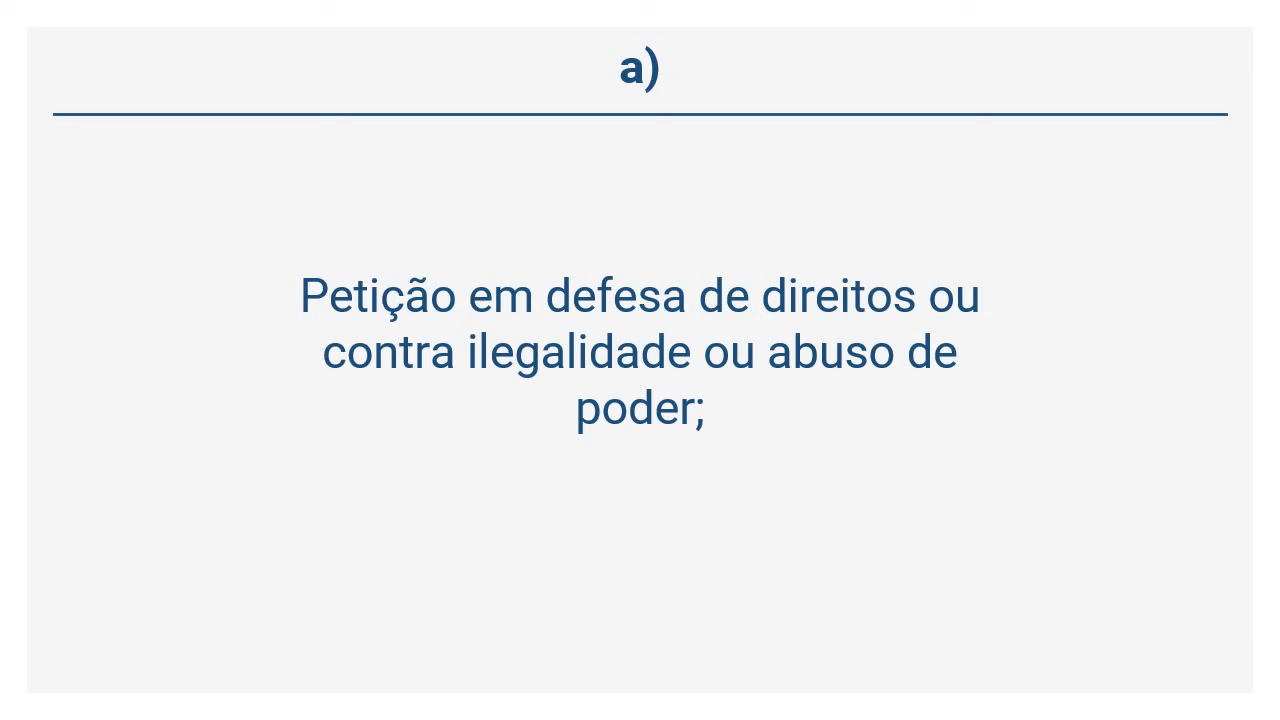 a)
Petição em defesa de direitos ou
contra ilegalidade ou abuso de
poder;